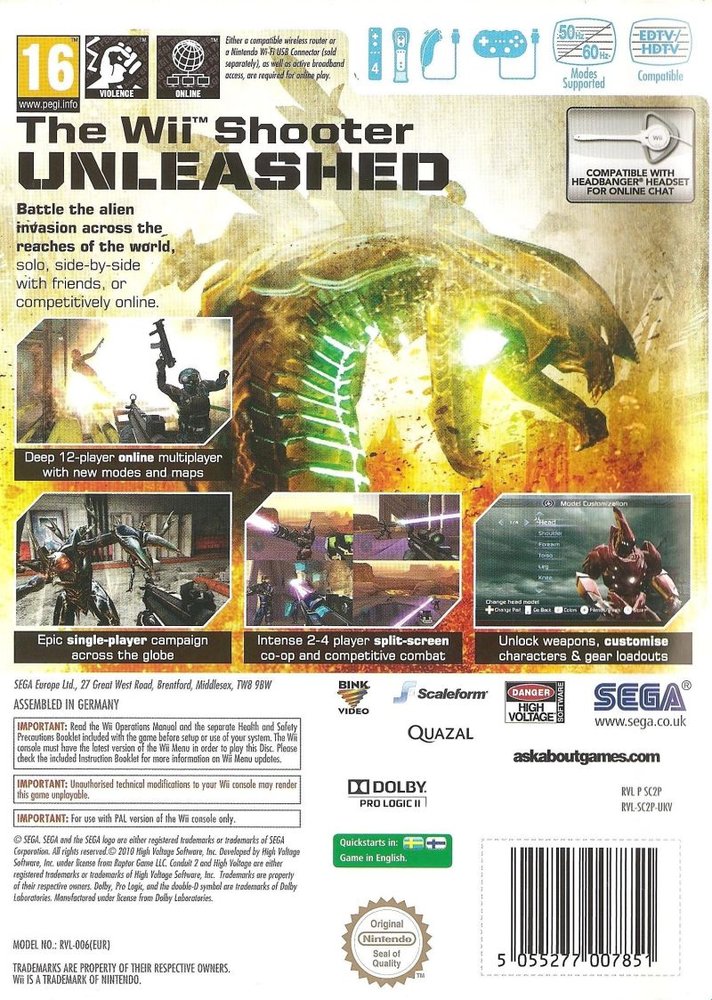 16
www.pegi.info
VIOLENCE
ONLINE
Either a compatible wireless router or
a Nintendo Wi-Fi USB Connector (sold
separately), as well as active broadband
access, are required for online play.
4
50Hz
60Hz
Modes
Supported
EDTV/
HDTV
Compatible
The Wii™ Shooter
UNLEASHED
Wii
COMPATIBLE WITH
HEADBANGER® HEADSET
FOR ONLINE CHAT
Battle the alien
invasion across the
reaches of the world,
solo, side-by-side
with friends, or
competitively online.
Deep 12-player online multiplayer
with new modes and maps
Model Customization
Head
Shoulder
Forearm
Torso
Leg
Knee
Change head model
Change Part
Go Back
Colors
Epic single-player campaign
across the globe
Intense 2-4 player split-screen
co-op and competitive combat
Unlock weapons, customise
characters & gear loadouts
SEGA Europe Ltd., 27 Great West Road, Brentford, Middlesex, TW8 9BW
ASSEMBLED IN GERMANY
IMPORTANT: Read the Wii Operations Manual and the separate Health and Safety
Precautions Booklet included with the game before setup or use of your system. The Wii
console must have the latest version of the Wii Menu in order to play this Disc. Please
check the included Instruction Booklet for more information on Wii Menu updates.
IMPORTANT: Unauthorised technical modifications to your Wii console may render
this game unplayable.
IMPORTANT: For use with PAL version of the Wii console only.
© SEGA. SEGA and the SEGA logo are either registered trademarks or trademarks of SEGA
Corporation. All rights reserved. © 2010 High Voltage Software, Inc. Developed by High Voltage
Software, Inc. under license from Raptor Game LLC. Conduit 2 and High Voltage are either
registered trademarks or trademarks of High Voltage Software, Inc. Trademarks are property
of their respective owners. Dolby, Pro Logic, and the double-D symbol are trademarks of Dolby
Laboratories. Manufactured under license from Dolby Laboratories.
MODEL NO.: RVL-006(EUR)
TRADEMARKS ARE PROPERTY OF THEIR RESPECTIVE OWNERS.
Wii IS A TRADEMARK OF NINTENDO.
BINK
VIDEO
Scaleform®
DANGER
HIGH
VOLTAGE
SOFTWARE
SEGA®
www.sega.co.uk
QUAZAL
askaboutgames.com
DOLBY
PRO LOGIC II
RVL P SC2P
RVL-SC2P-UKV
Quickstarts in:
Game in English.
Original
Nintendo
Seal of
Quality
TM
5 055277 007851